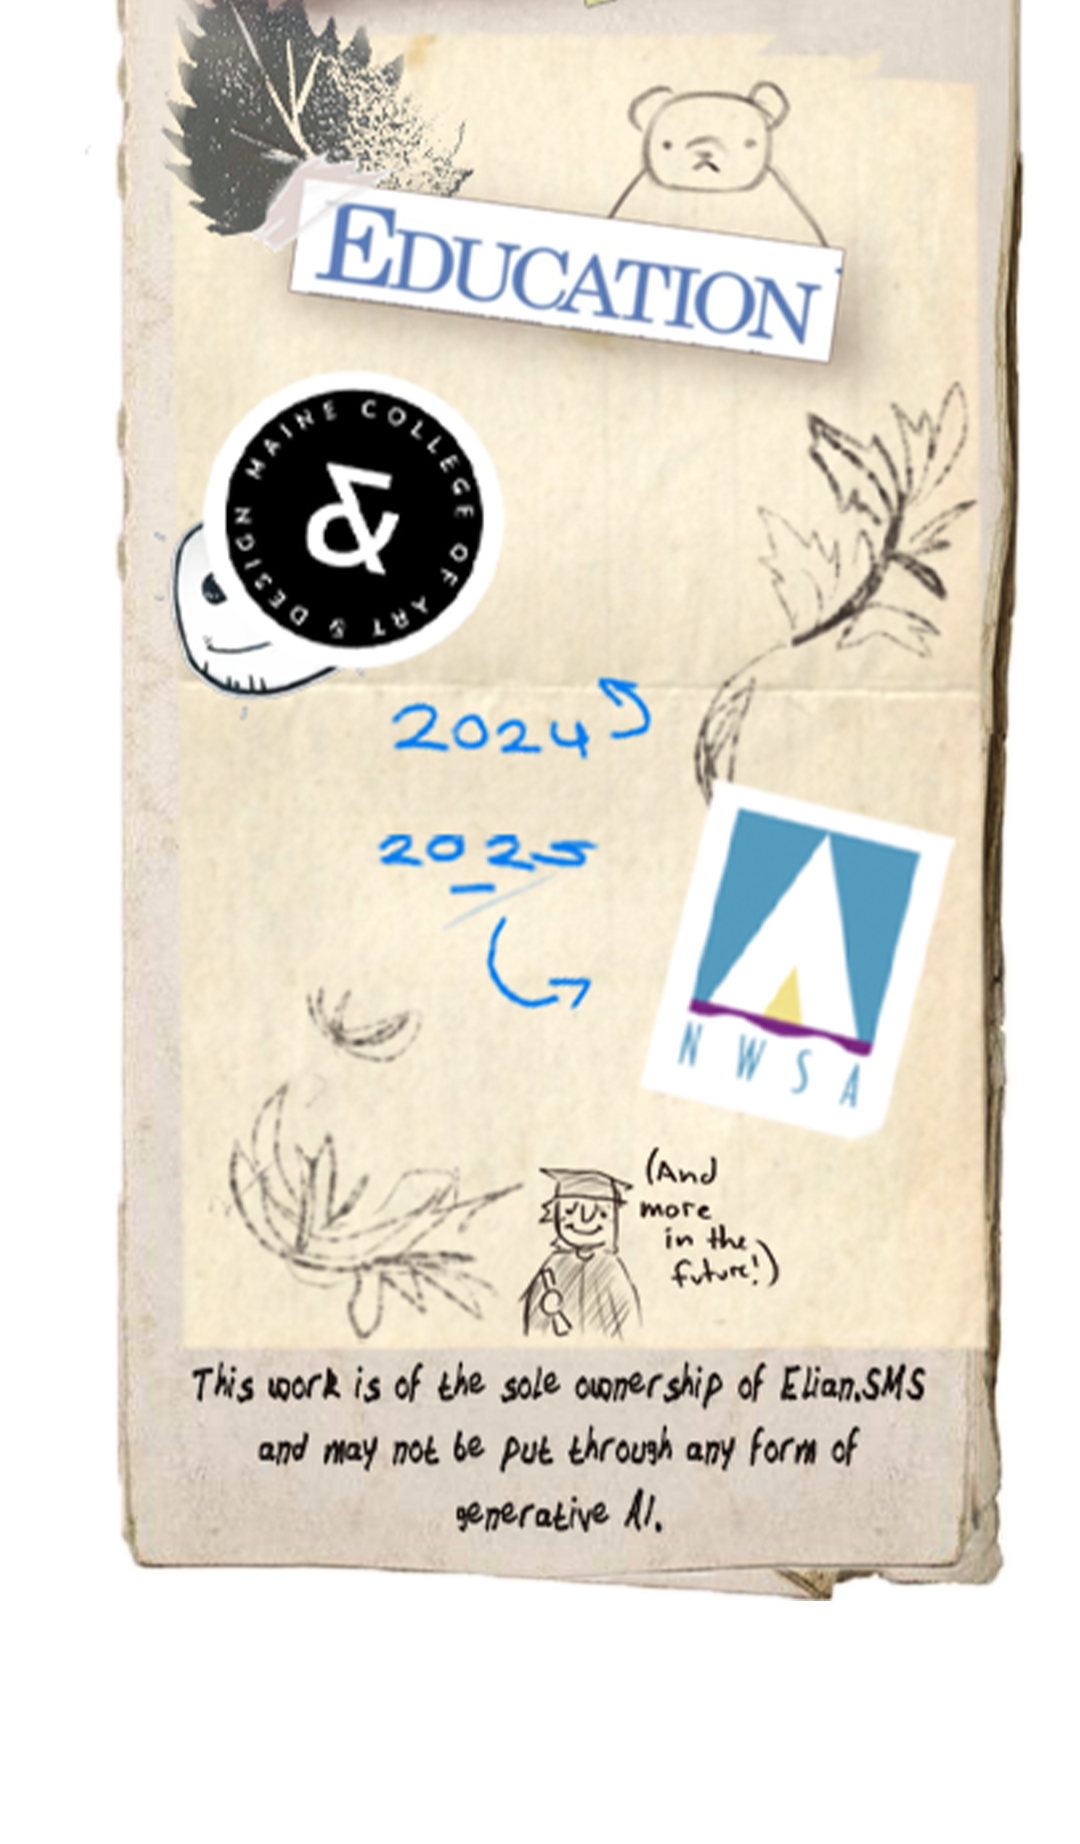 EDUCATION
MAINE COLLEGE OF ART & DESIGN
&
2024
2025
NWSA
(And
more
in the
future!)
This work is of the sole ownership of Elian.SMS
and may not be put through any form of
generative AI.